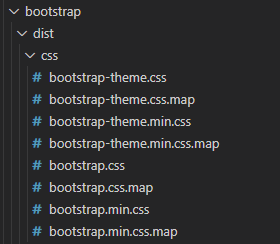 bootstrap
dist
css
# bootstrap-theme.css
# bootstrap-theme.css.map
# bootstrap-theme.min.css
# bootstrap-theme.min.css.map
# bootstrap.css
# bootstrap.css.map
# bootstrap.min.css
# bootstrap.min.css.map